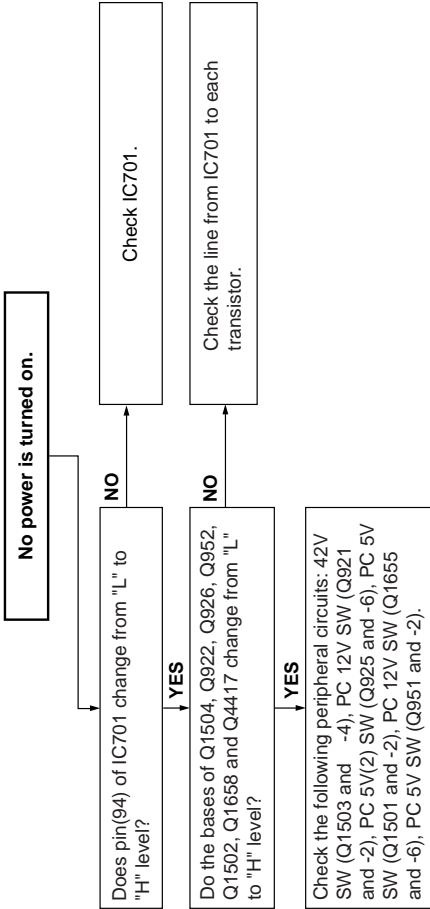 No power is turned on.
Does pin(94) of IC701 change from "L" to
"H" level?
NO
Check IC701.
YES
Do the bases of Q1504, Q922, Q926, Q952,
Q1502, Q1658 and Q4417 change from "L"
to "H" level?
NO
Check the line from IC701 to each
transistor.
YES
Check the following peripheral circuits: 42V
SW (Q1503 and -4), PC 12V SW (Q921
and -2), PC 5V(2) SW (Q925 and -6), PC 5V
SW (Q1501 and -2), PC 12V SW (Q1655
and -6), PC 5V SW (Q951 and -2).